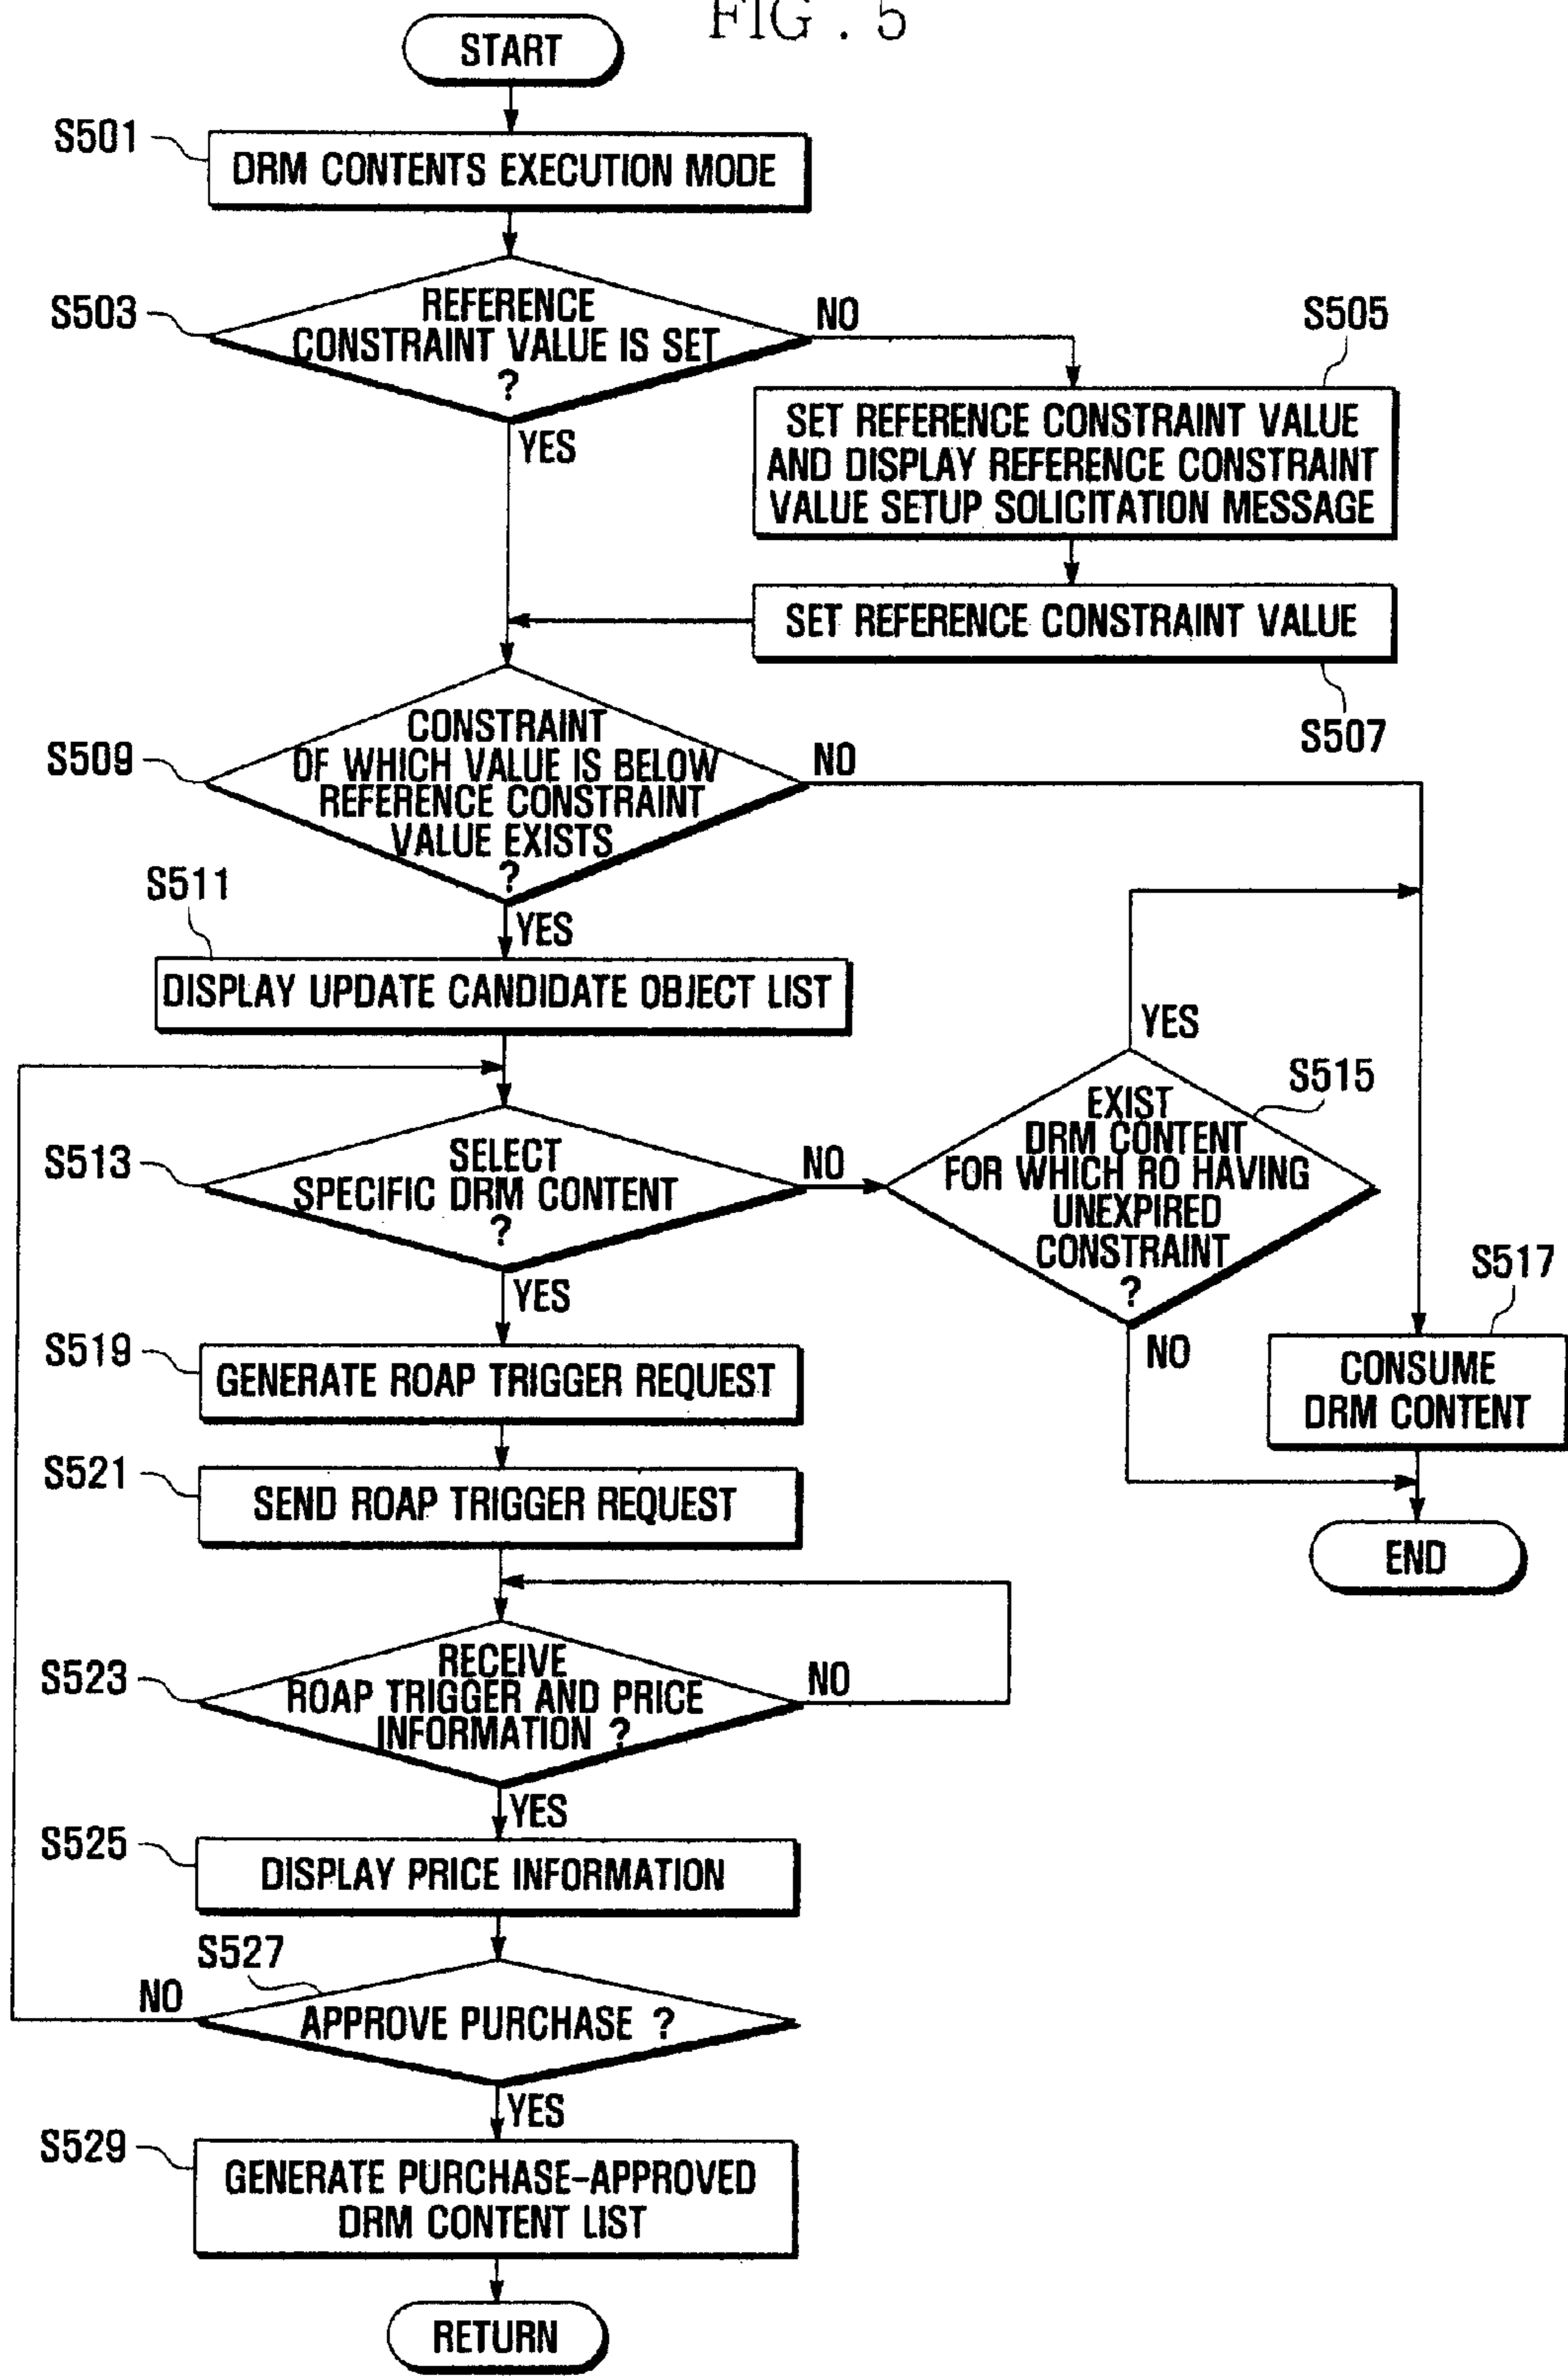 FIG . 5
START
S501
DRM CONTENTS EXECUTION MODE
S503
REFERENCE
CONSTRAINT VALUE IS SET
?
NO
YES
S505
SET REFERENCE CONSTRAINT VALUE
AND DISPLAY REFERENCE CONSTRAINT
VALUE SETUP SOLICITATION MESSAGE
SET REFERENCE CONSTRAINT VALUE
S507
S509
CONSTRAINT
OF WHICH VALUE IS BELOW
REFERENCE CONSTRAINT
VALUE EXISTS
?
NO
YES
S511
DISPLAY UPDATE CANDIDATE OBJECT LIST
S513
SELECT
SPECIFIC DRM CONTENT
?
NO
YES
S515
EXIST
DRM CONTENT
FOR WHICH RO HAVING
UNEXPIRED
CONSTRAINT
?
YES
NO
S517
CONSUME
DRM CONTENT
END
S519
GENERATE ROAP TRIGGER REQUEST
S521
SEND ROAP TRIGGER REQUEST
S523
RECEIVE
ROAP TRIGGER AND PRICE
INFORMATION ?
NO
YES
S525
DISPLAY PRICE INFORMATION
S527
APPROVE PURCHASE ?
NO
YES
S529
GENERATE PURCHASE-APPROVED
DRM CONTENT LIST
RETURN